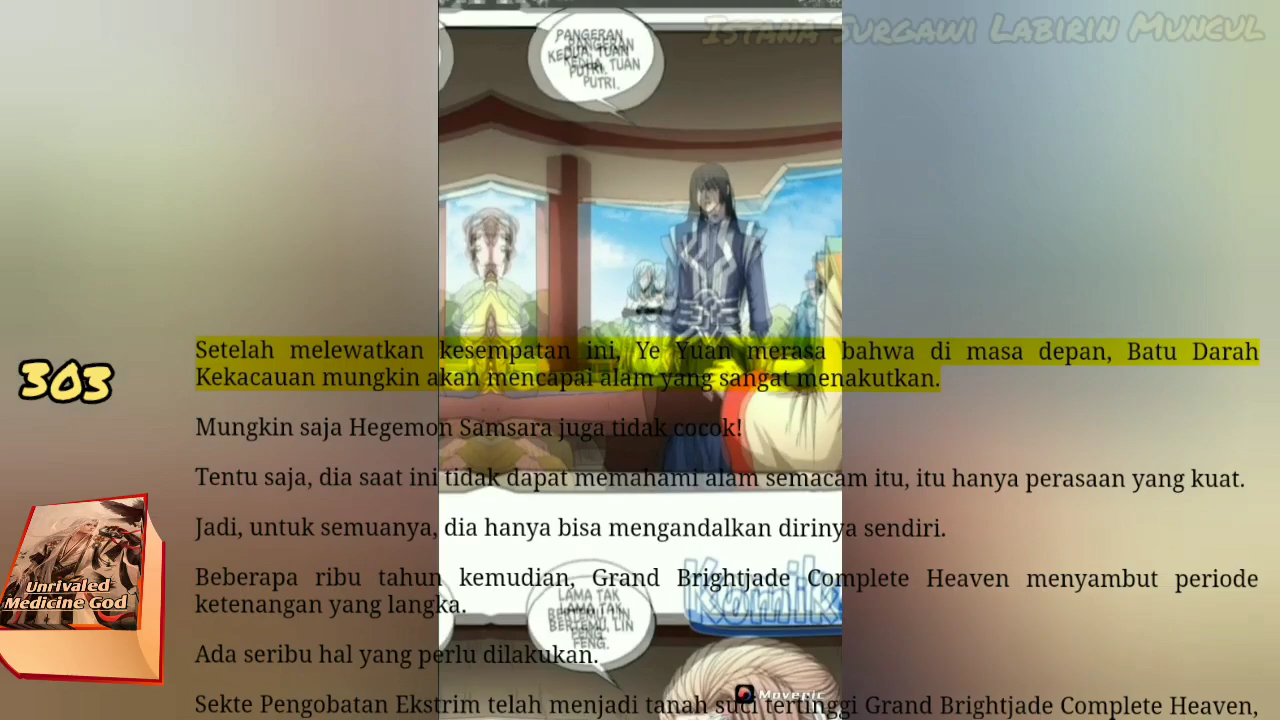 Istana Surgawi Labirin Muncul
PANGERAN
KEDUA, TUAN
PUTRI.
303
Setelah melewatkan kesempatan ini, Ye Yuan merasa bahwa di masa depan, Batu Darah
Kekacauan mungkin akan mencapai alam yang sangat menakutkan.
Mungkin saja Hegemon Samsara juga tidak cocok!
Tentu saja, dia saat ini tidak dapat memahami alam semacam itu, itu hanya perasaan yang kuat.
Jadi, untuk semuanya, dia hanya bisa mengandalkan dirinya sendiri.
Beberapa ribu tahun kemudian, Grand Brightjade Complete Heaven menyambut periode
ketenangan yang langka.
Ada seribu hal yang perlu dilakukan.
Sekte Pengobatan Ekstrim telah menjadi tanah suci tertinggi Grand Brightjade Complete Heaven,
Unrivaled
Medicine God
Komik
LAMA TAK
BERTEMU, LIN
FENG.
Movepic